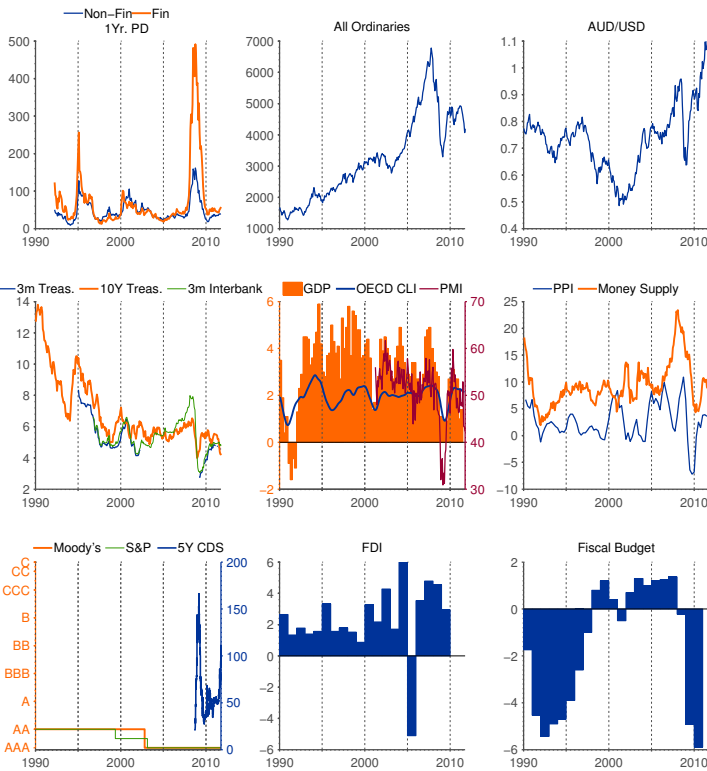 Non-Fin Fin
1Yr. PD
500
400
300
200
100
0
1990 2000 2010
All Ordinaries
7000
6000
5000
4000
3000
2000
1000
1990 2000 2010
AUD/USD
1.1
1
0.9
0.8
0.7
0.6
0.5
0.4
1990 2000 2010
3m Treas. 10Y Treas. 3m Interbank
14
12
10
8
6
4
2
1990 2000 2010
GDP OECD CLI PMI
6 70
4 60
2 50
0 40
−2 30
1990 2000 2010
PPI Money Supply
25
20
15
10
5
0
−5
−10
1990 2000 2010
Moody's S&P 5Y CDS
C 200
CC
CCC
B 150
BB
BBB 100
A 50
AA
AAA 0
1990 2000 2010
FDI
6
4
2
0
−2
−4
−6
1990 2000 2010
Fiscal Budget
2
0
−2
−4
−6
1990 2000 2010